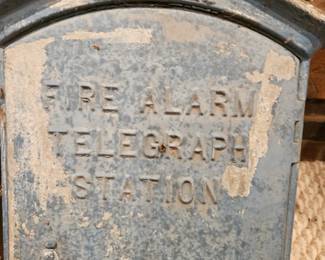 FIRE ALARM
TELEGRAPH
STATION